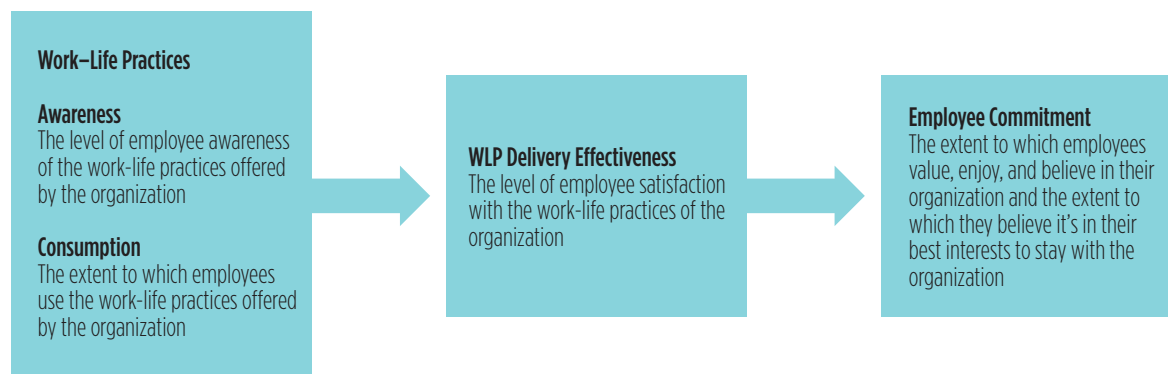 Work–Life Practices
Awareness
The level of employee awareness
of the work-life practices offered
by the organization
Consumption
The extent to which employees
use the work-life practices offered
by the organization
WLP Delivery Effectiveness
The level of employee satisfaction
with the work-life practices of the
organization
Employee Commitment
The extent to which employees
value, enjoy, and believe in their
organization and the extent to
which they believe it’s in their
best interests to stay with the
organization